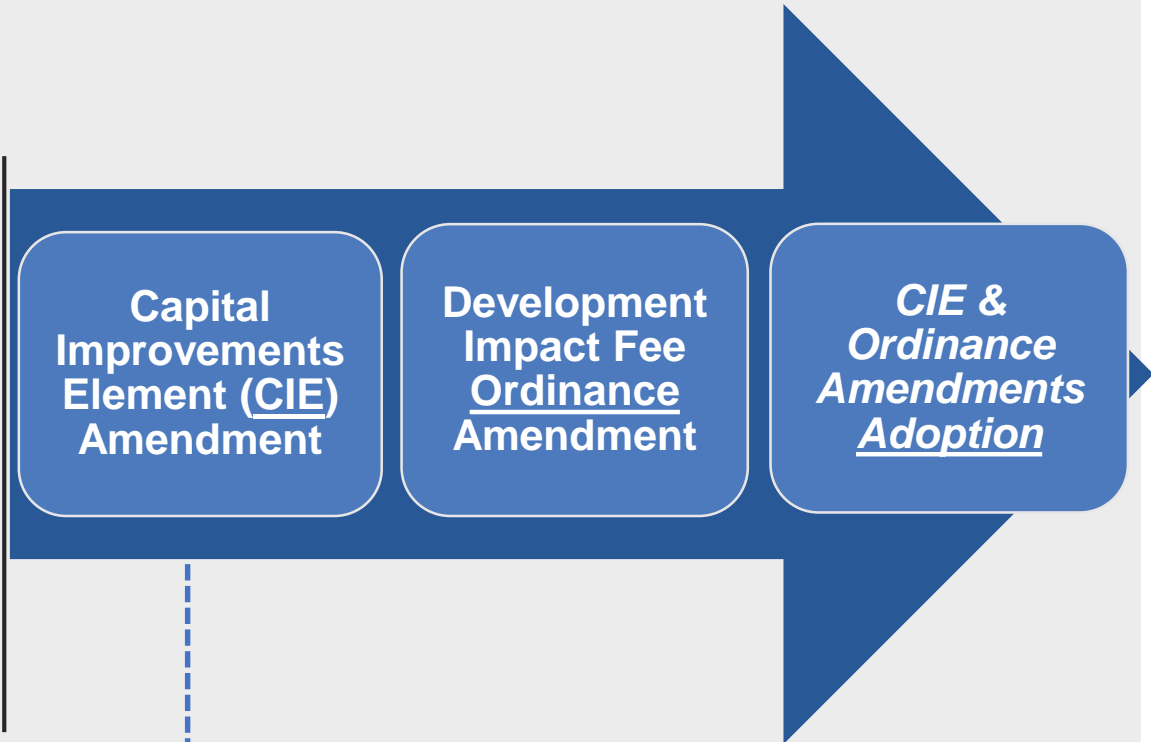 Capital
Improvements
Element (CIE)
Amendment
Development
Impact Fee
Ordinance
Amendment
CIE &
Ordinance
Amendments
Adoption